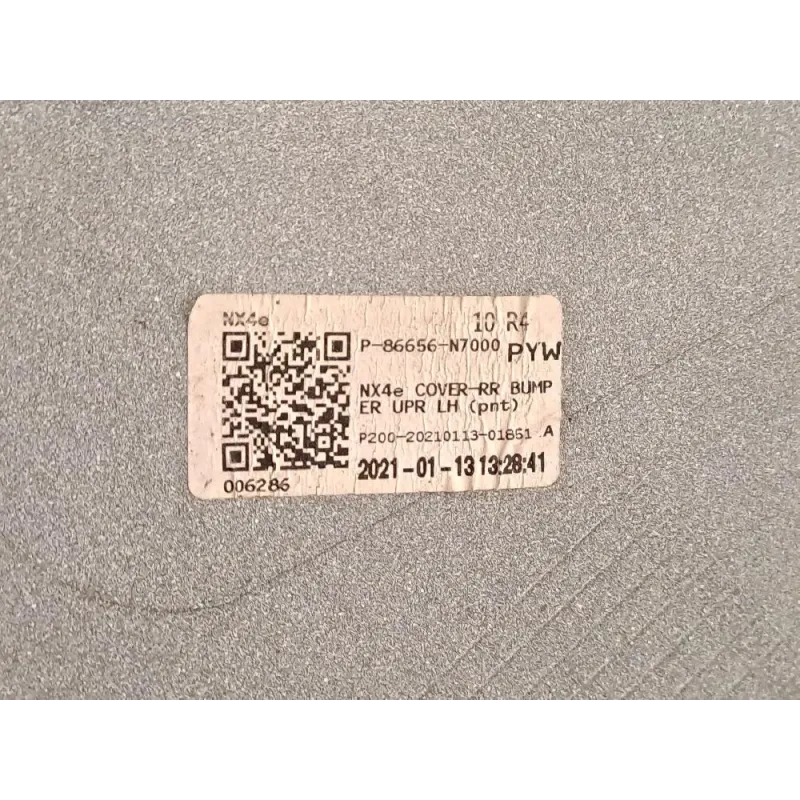 NX4e
10 R4
P-86656-N7000 PYW
NX4e COVER-RR BUMP
ER UPR LH (pnt)
P200-20210113-01851 A
2021-01-13 13:28:41
006286